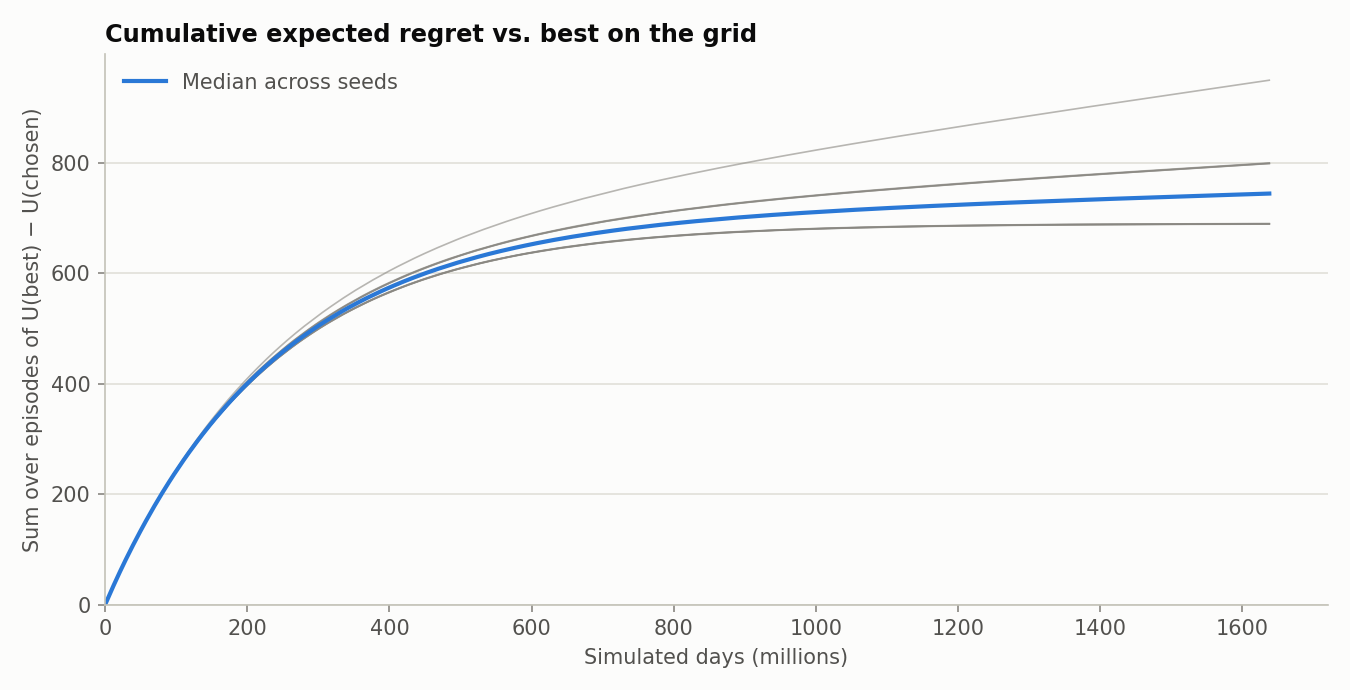 Cumulative expected regret vs. best on the grid
Median across seeds
Sum over episodes of U(best) − U(chosen)
800
600
400
200
0
0 200 400 600 800 1000 1200 1400 1600
Simulated days (millions)